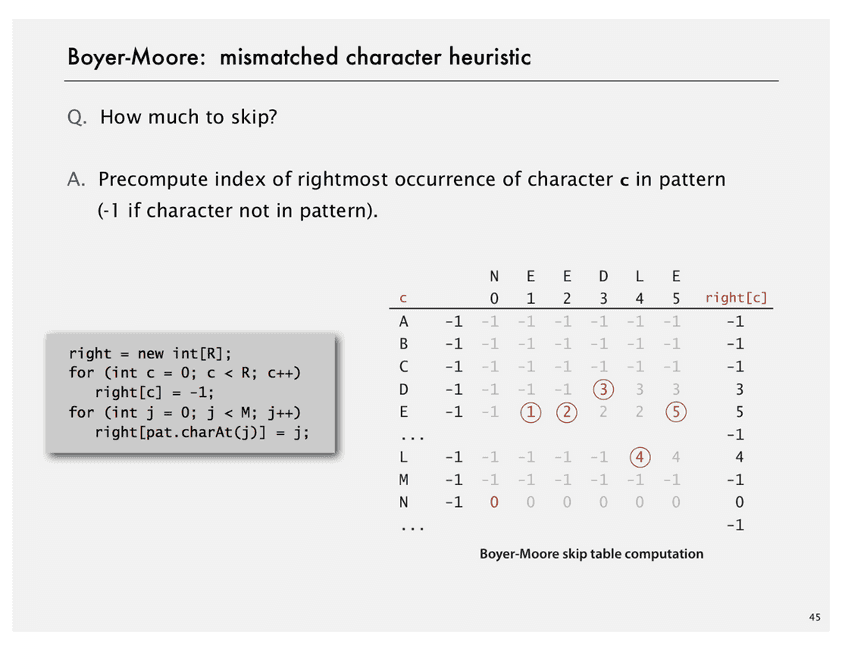 Boyer-Moore: mismatched character heuristic
Q. How much to skip?
A. Precompute index of rightmost occurrence of character c in pattern
(-1 if character not in pattern).
right = new int[R];
for (int c = 0; c < R; c++)
right[c] = -1;
for (int j = 0; j < M; j++)
right[pat.charAt(j)] = j;
N E E D L E
c 0 1 2 3 4 5 right[c]
A -1 -1 -1 -1 -1 -1 -1 -1
B -1 -1 -1 -1 -1 -1 -1 -1
C -1 -1 -1 -1 -1 -1 -1 -1
D -1 -1 -1 -1 3 3 3 3
E -1 -1 1 2 2 2 5 5
... -1
L -1 -1 -1 -1 -1 4 4 4
M -1 -1 -1 -1 -1 -1 -1 -1
N -1 0 0 0 0 0 0 0
... -1
Boyer-Moore skip table computation
45